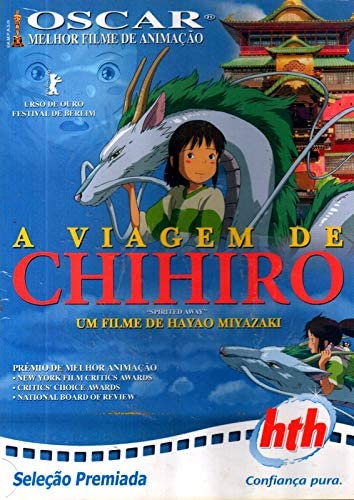 OSCAR®
MELHOR FILME DE ANIMAÇÃO
URSO DE OURO
FESTIVAL DE BERLIM
A VIAGEM DE
CHIHIRO
"SPIRITED AWAY"
UM FILME DE HAYAO MIYAZAKI
PRÊMIO DE MELHOR ANIMAÇÃO
• NEW YORK FILM CRITICS AWARDS
• CRITICS' CHOICE AWARDS
• NATIONAL BOARD OF REVIEW
hth
Seleção Premiada
Confiança pura.